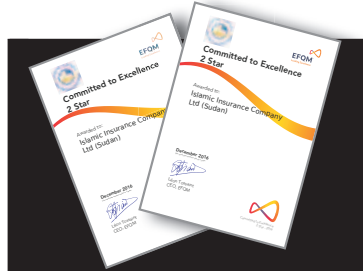 EFQM
Committed to Excellence
2 Star
Awarded to:
Islamic Insurance Company
Ltd (Sudan)
December 2016
CEO, EFQM
EFQM
Committed to Excellence
2 Star
Awarded to:
Islamic Insurance Company
Ltd (Sudan)
December 2016
CEO, EFQM